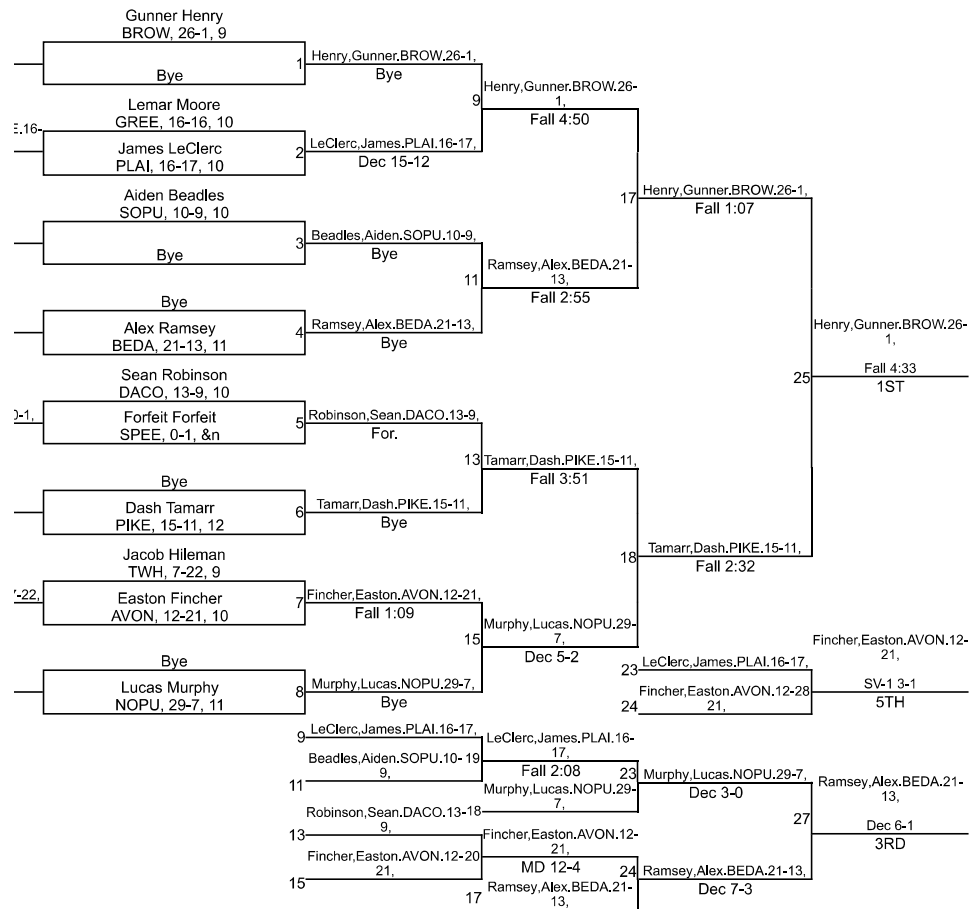 Gunner Henry
BROW, 26-1, 9
Bye
1
Henry,Gunner.BROW.26-1,
Bye
9
Henry,Gunner.BROW.26-
1,
Fall 4:50
Lemar Moore
GREE, 16-16, 10
E.16-
James LeClerc
PLAI, 16-17, 10
2
LeClerc,James.PLAI.16-17,
Dec 15-12
17
Henry,Gunner.BROW.26-1,
Fall 1:07
Aiden Beadles
SOPU, 10-9, 10
Bye
3
Beadles,Aiden.SOPU.10-9,
Bye
11
Ramsey,Alex.BEDA.21-
13,
Fall 2:55
Bye
Alex Ramsey
BEDA, 21-13, 11
4
Ramsey,Alex.BEDA.21-13,
Bye
25
Henry,Gunner.BROW.26-
1,
Fall 4:33
1ST
Sean Robinson
DACO, 13-9, 10
0-1,
Forfeit Forfeit
SPEE, 0-1, &n
5
Robinson,Sean.DACO.13-9,
For.
13
Tamarr,Dash.PIKE.15-11,
Fall 3:51
Bye
Dash Tamarr
PIKE, 15-11, 12
6
Tamarr,Dash.PIKE.15-11,
Bye
18
Tamarr,Dash.PIKE.15-11,
Fall 2:32
Jacob Hileman
TWH, 7-22, 9
7-22,
Easton Fincher
AVON, 12-21, 10
7
Fincher,Easton.AVON.12-21,
Fall 1:09
15
Murphy,Lucas.NOPU.29-
7,
Dec 5-2
Bye
Lucas Murphy
NOPU, 29-7, 11
8
Murphy,Lucas.NOPU.29-7,
Bye
23
LeClerc,James.PLAI.16-17,
24
Fincher,Easton.AVON.12-28
21,
Fincher,Easton.AVON.12-
21,
SV-1 3-1
5TH
9
LeClerc,James.PLAI.16-17,
11
Beadles,Aiden.SOPU.10-19
9,
LeClerc,James.PLAI.16-
17,
Fall 2:08
Murphy,Lucas.NOPU.29-
7,
23
Murphy,Lucas.NOPU.29-7,
Dec 3-0
13
Robinson,Sean.DACO.13-18
9,
15
Fincher,Easton.AVON.12-20
21,
Fincher,Easton.AVON.12-
21,
MD 12-4
17
Ramsey,Alex.BEDA.21-
13,
24
Ramsey,Alex.BEDA.21-13,
Dec 7-3
27
Ramsey,Alex.BEDA.21-
13,
Dec 6-1
3RD